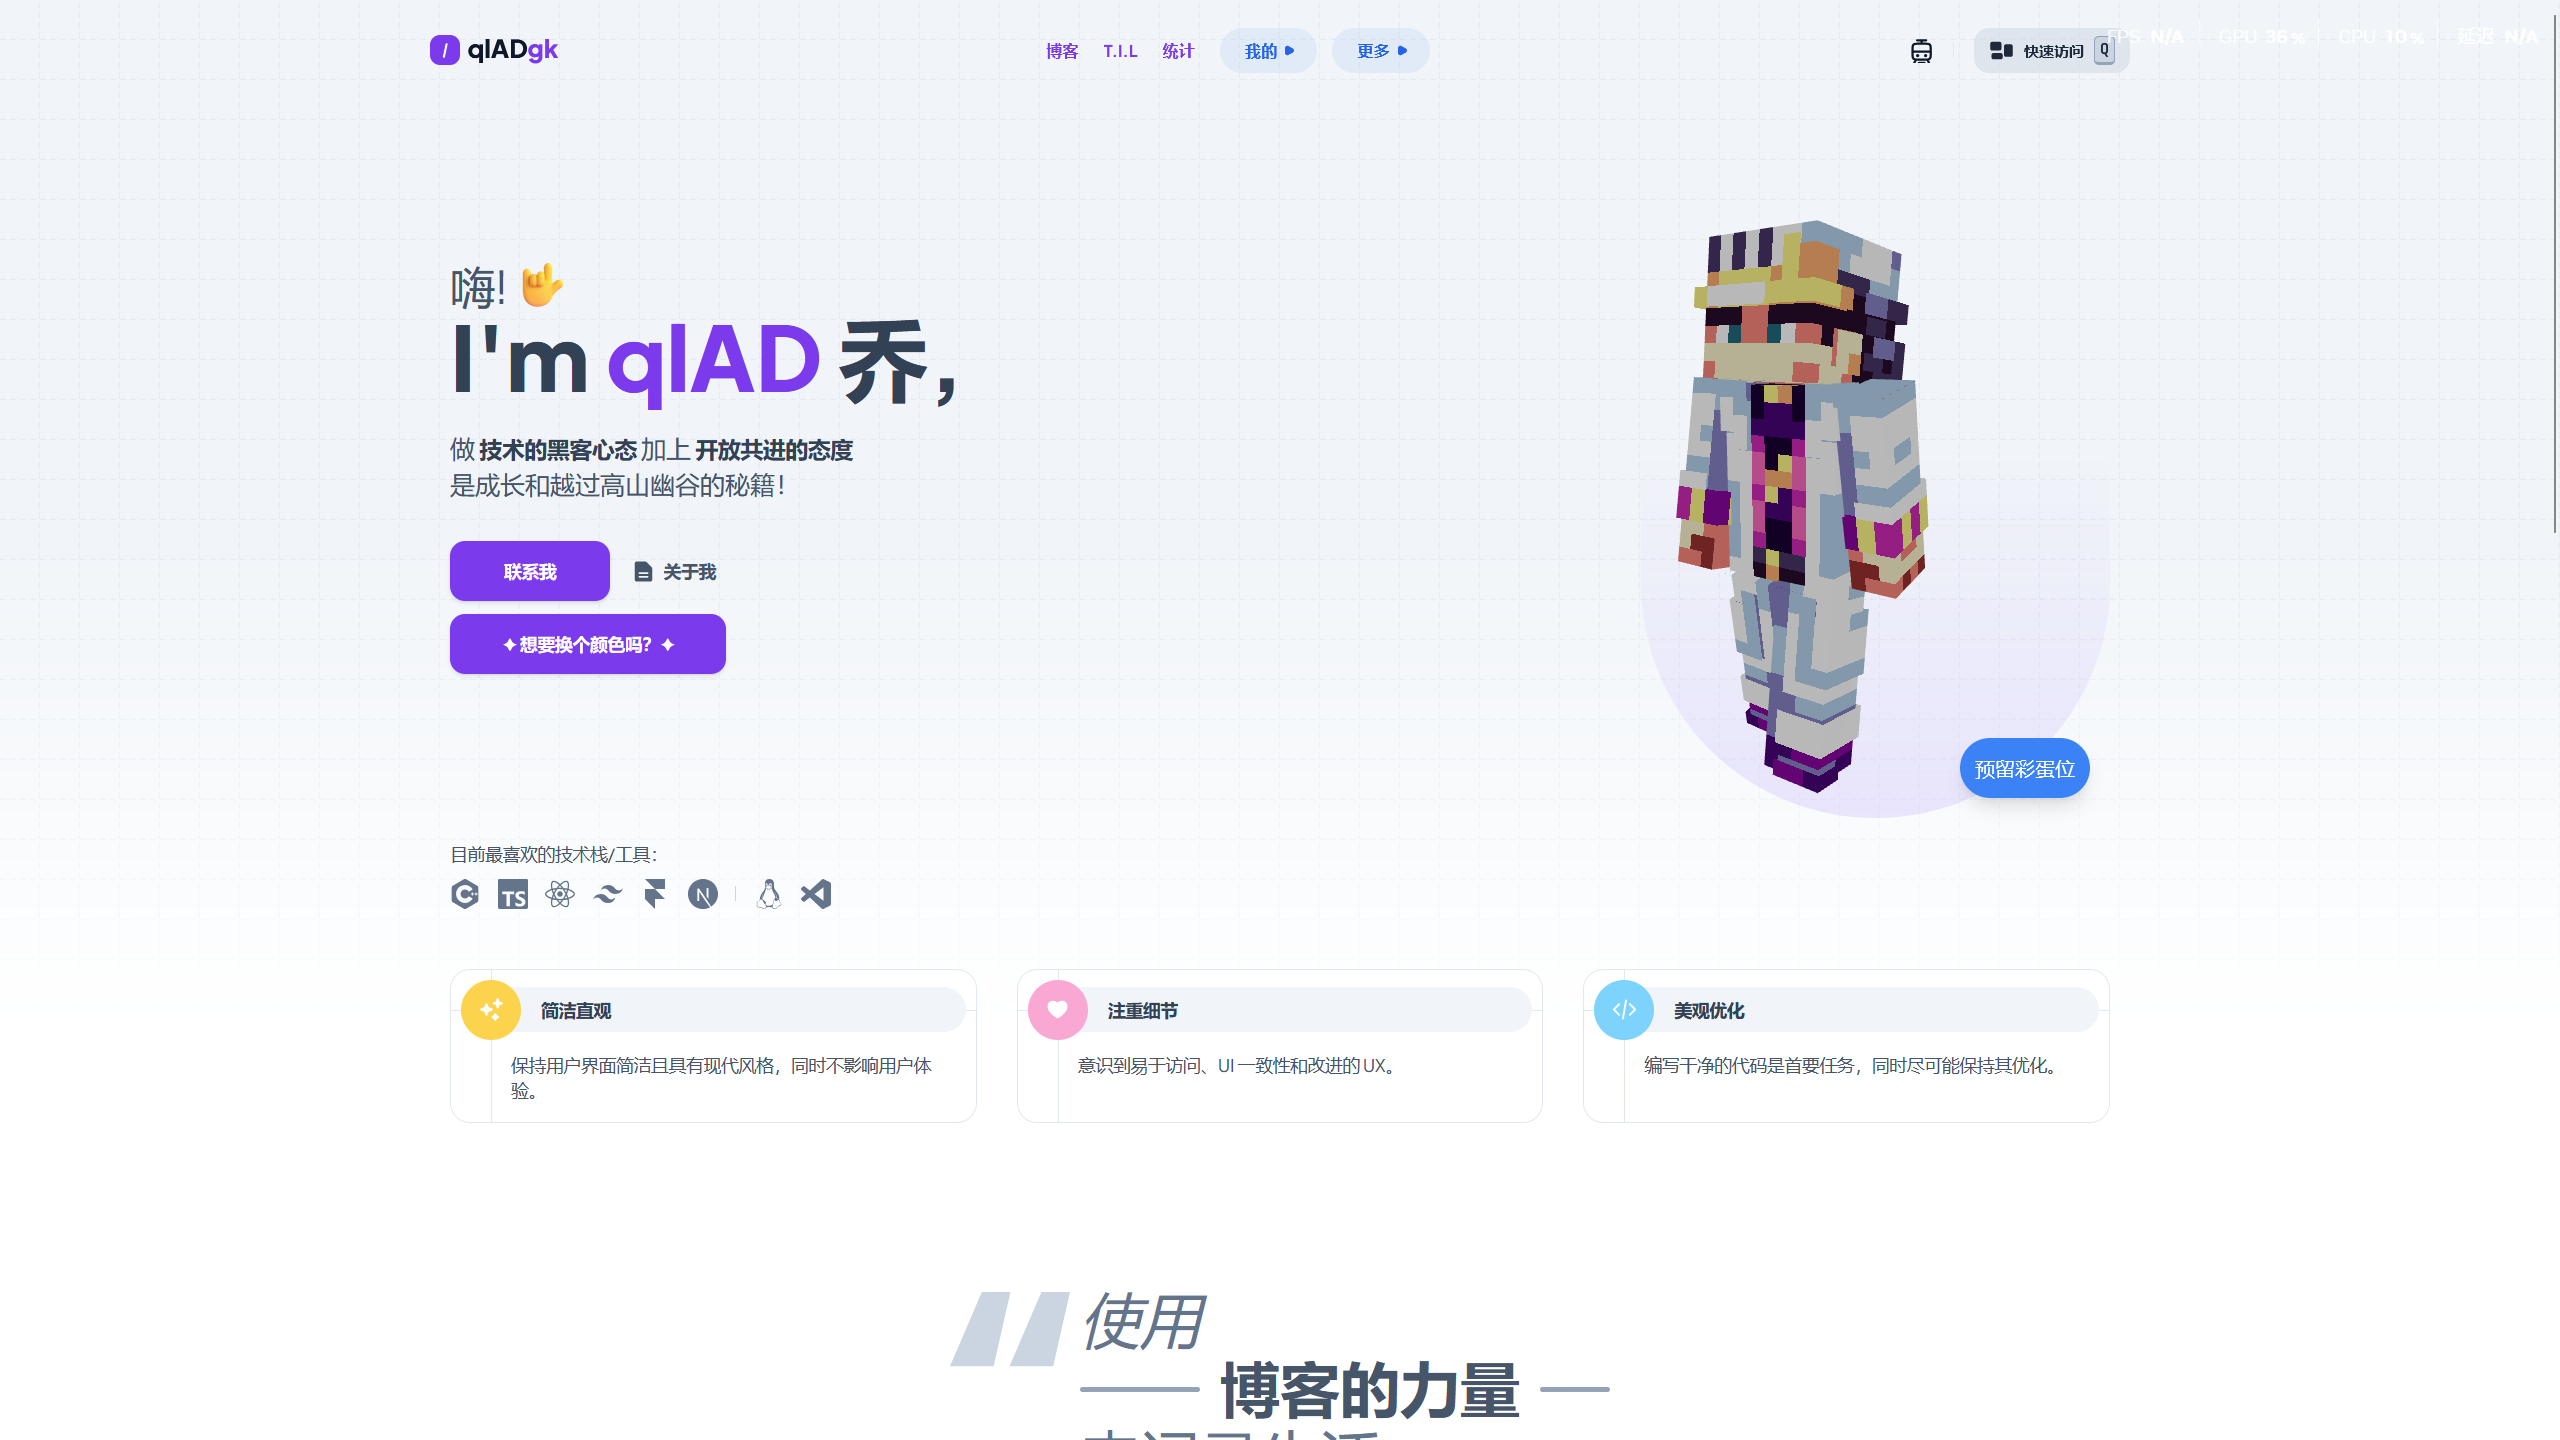 / qlADgk
博客 T.I.L 统计 我的 更多
快速访问 Q
FPS N/A GPU 36% CPU 10% 延迟 N/A
嗨!
I'm qlAD 乔,
做 技术的黑客心态 加上 开放共进的态度
是成长和越过高山幽谷的秘籍!
联系我 关于我
✦ 想要换个颜色吗? ✦
预留彩蛋位
目前最喜欢的技术栈/工具:
C TS N
简洁直观
保持用户界面简洁且具有现代风格，同时不影响用户体
验。
注重细节
意识到易于访问、UI 一致性和改进的 UX。
美观优化
编写干净的代码是首要任务，同时尽可能保持其优化。
使用
博客的力量